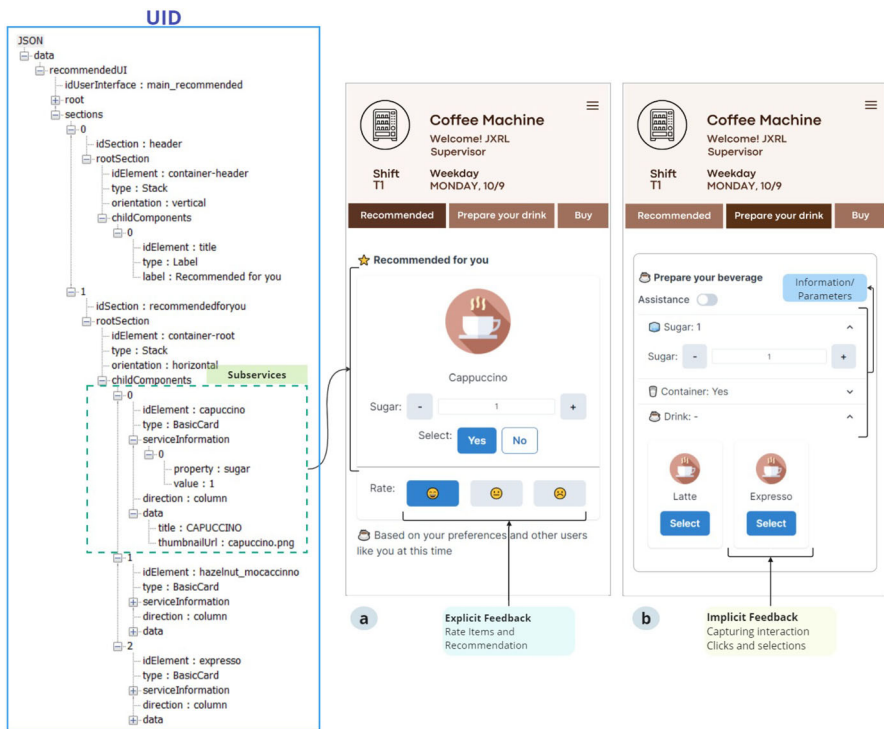 UID
JSON
data
recommendedUI
idUserInterface : main_recommended
root
sections
0
idSection : header
rootSection
idElement : container-header
type : Stack
orientation : vertical
childComponents
0
idElement : title
type : Label
label : Recommended for you
1
idSection : recommendedforyou
rootSection
idElement : container-root
type : Stack
orientation : horizontal
childComponents
Subservices
0
idElement : capuccino
type : BasicCard
serviceInformation
0
property : sugar
value : 1
direction : column
data
title : CAPUCCINO
thumbnailUrl : capuccino.png
1
idElement : hazelnut_mocaccinno
type : BasicCard
serviceInformation
direction : column
data
2
idElement : expresso
type : BasicCard
serviceInformation
direction : column
data
Coffee Machine
Welcome! JXRL
Supervisor
Shift Weekday
T1 MONDAY, 10/9
Recommended Prepare your drink Buy
Recommended for you
Cappuccino
Sugar: - 1 +
Select: Yes No
Rate:
Based on your preferences and other users
like you at this time
a
Explicit Feedback
Rate Items and
Recommendation
Coffee Machine
Welcome! JXRL
Supervisor
Shift Weekday
T1 MONDAY, 10/9
Recommended Prepare your drink Buy
Prepare your beverage
Information/
Parameters
Assistance
Sugar: 1
Sugar: - 1 +
Container: Yes
Drink: -
Latte Expresso
Select Select
b
Implicit Feedback
Capturing interaction
Clicks and selections